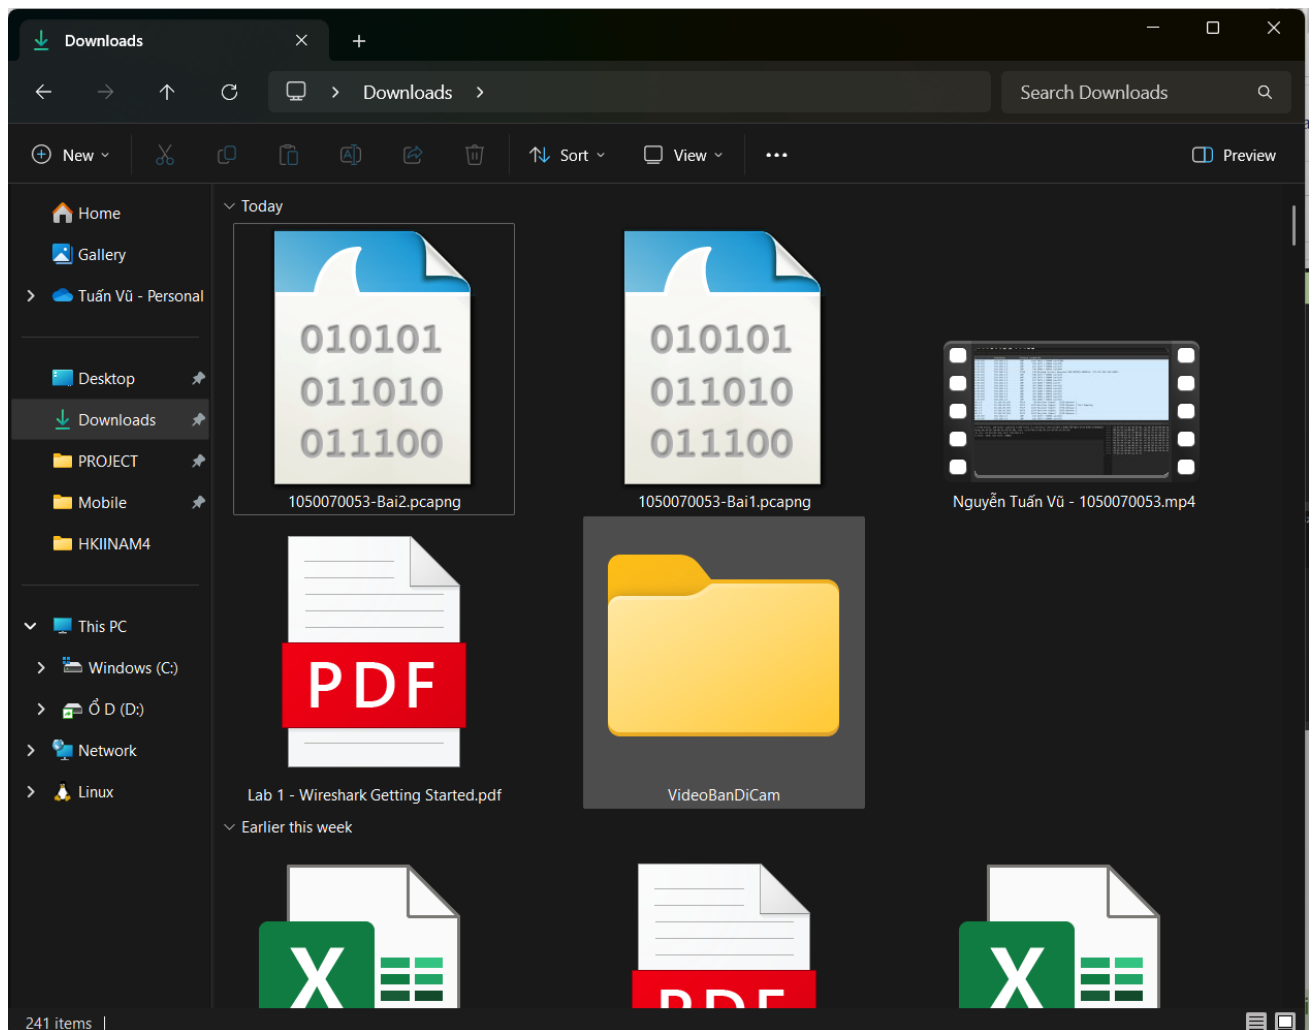 Downloads
Downloads
Search Downloads
New
Sort
View
Preview
Home
Gallery
Tuấn Vũ - Personal
Desktop
Downloads
PROJECT
Mobile
HKIINAM4
This PC
Windows (C:)
Ổ D (D:)
Network
Linux
Today
010101
011010
011100
1050070053-Bai2.pcapng
010101
011010
011100
1050070053-Bai1.pcapng
Nguyễn Tuấn Vũ - 1050070053.mp4
PDF
Lab 1 - Wireshark Getting Started.pdf
VideoBanDiCam
Earlier this week
X
PDF
X
241 items